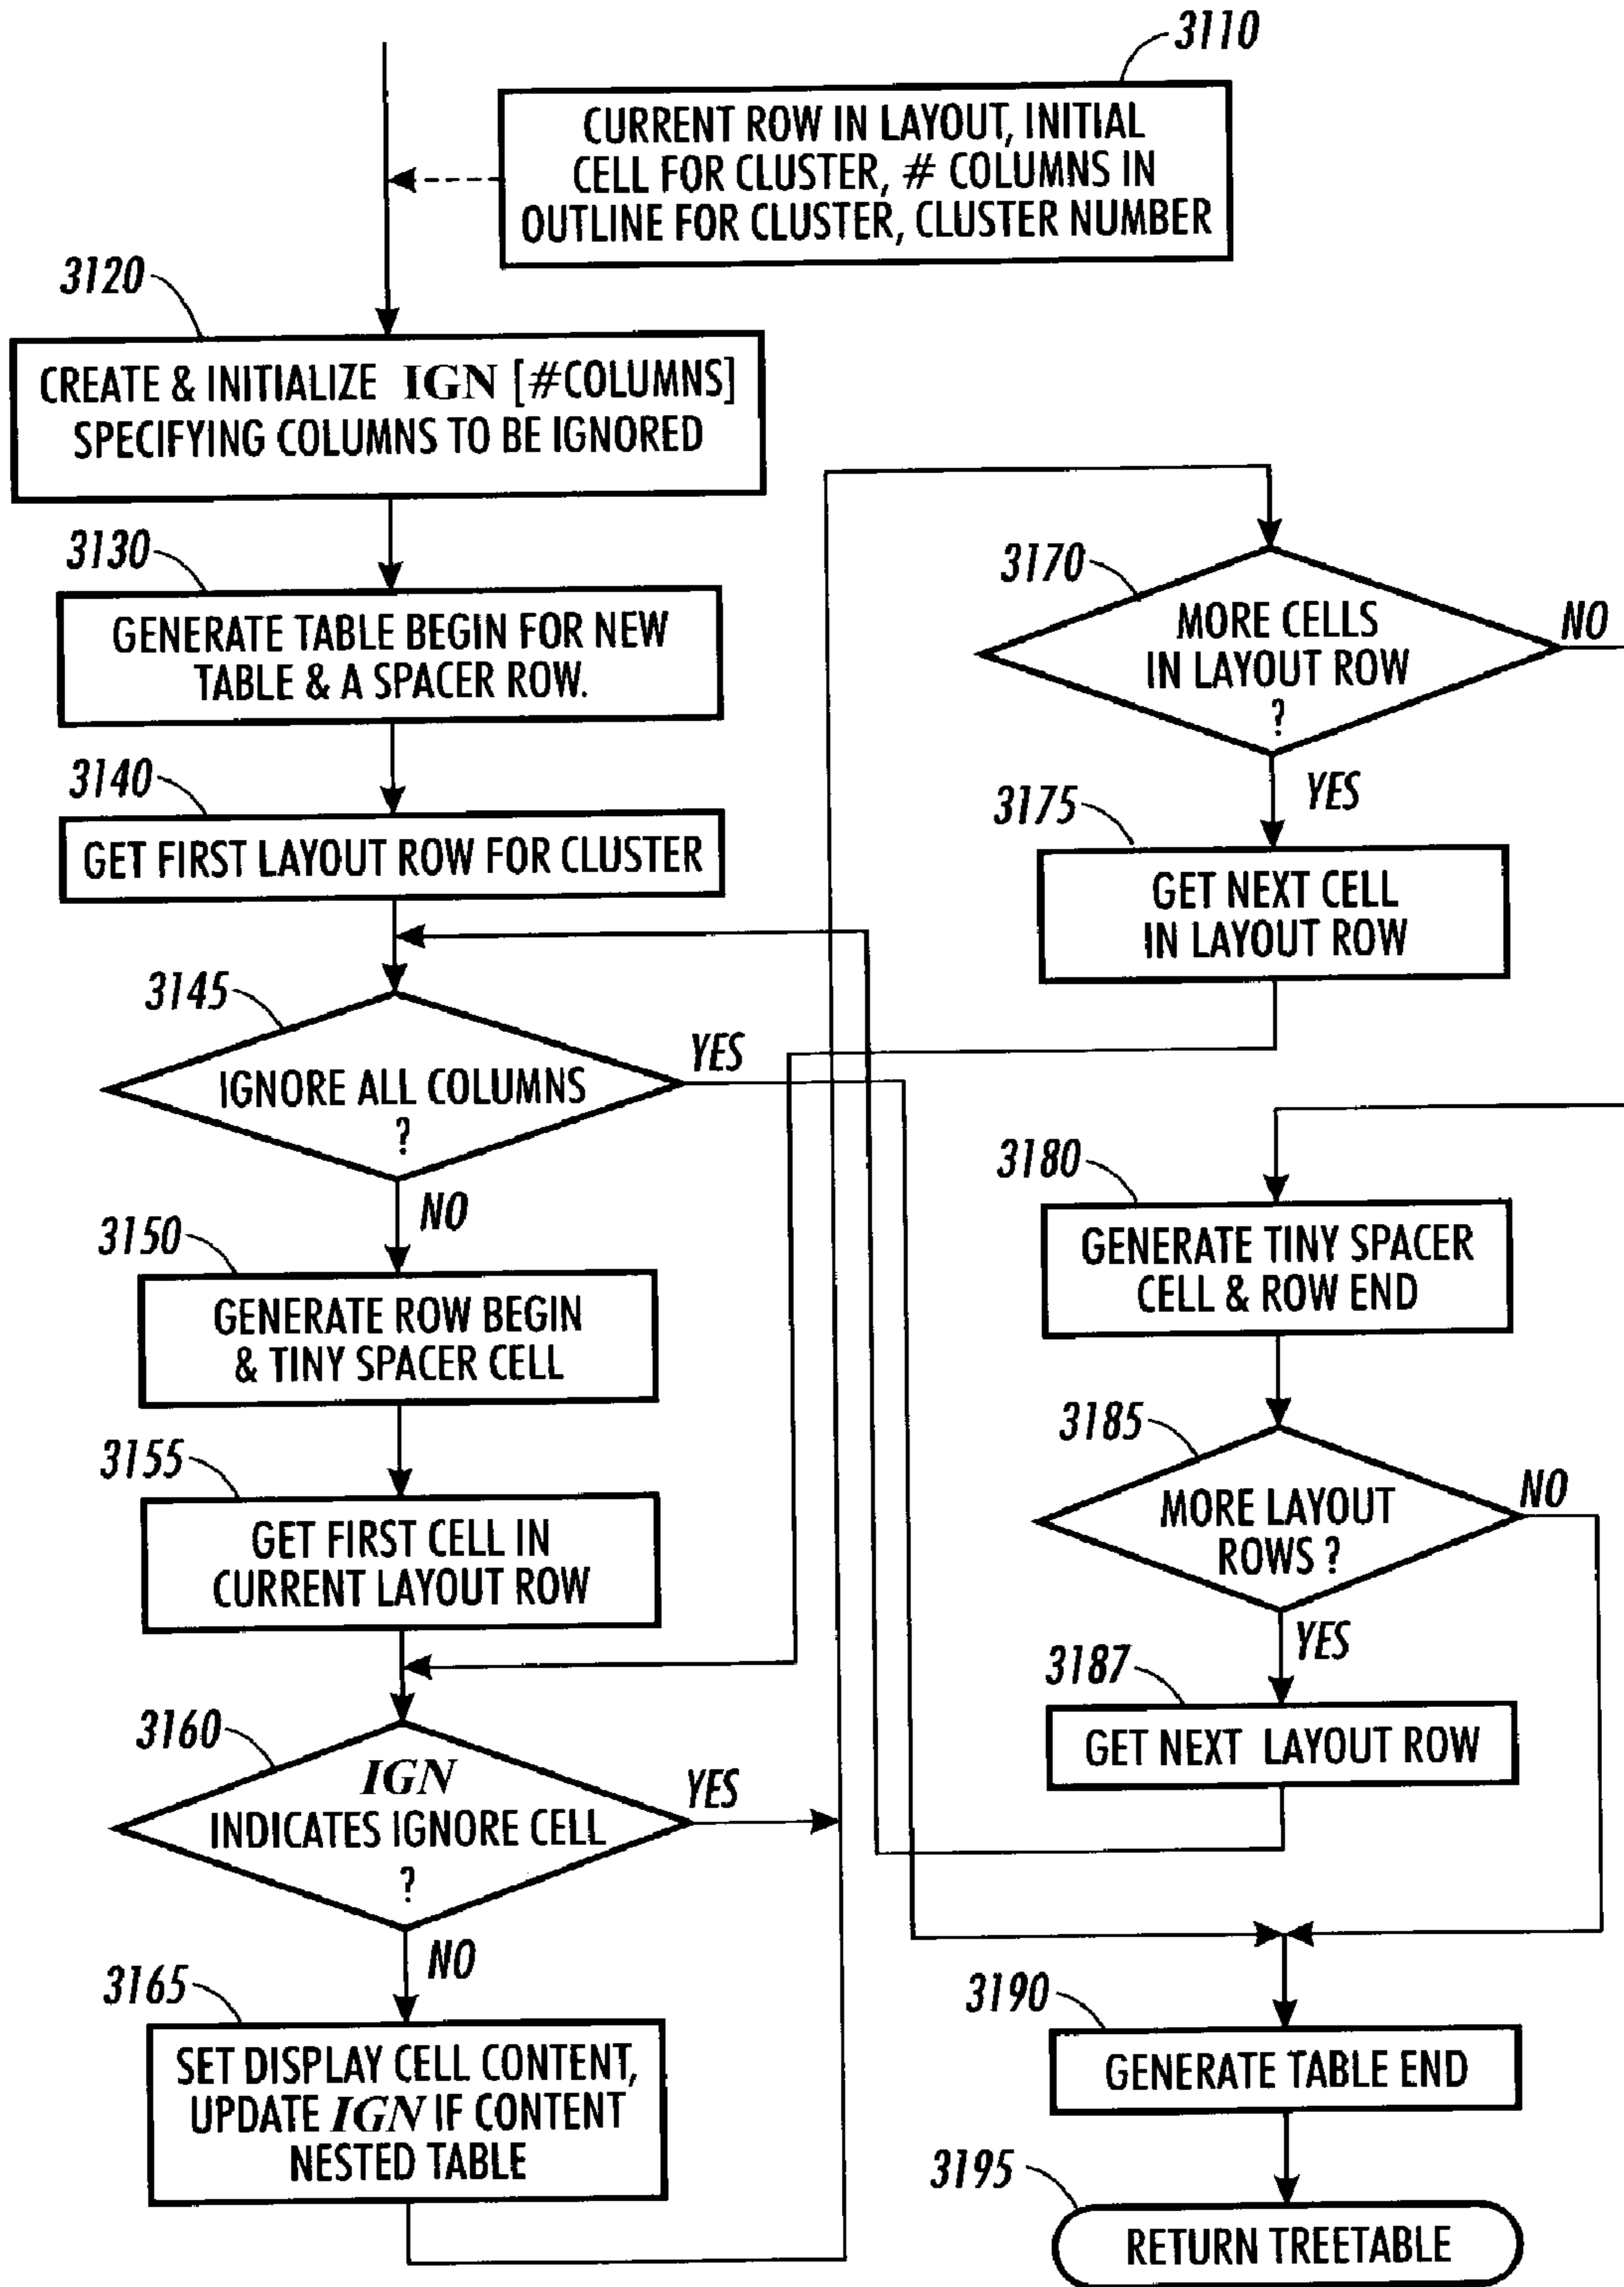 3110
CURRENT ROW IN LAYOUT, INITIAL
CELL FOR CLUSTER, # COLUMNS IN
OUTLINE FOR CLUSTER, CLUSTER NUMBER
3120
CREATE & INITIALIZE IGN [#COLUMNS]
SPECIFYING COLUMNS TO BE IGNORED
3130
GENERATE TABLE BEGIN FOR NEW
TABLE & A SPACER ROW.
3140
GET FIRST LAYOUT ROW FOR CLUSTER
3145
IGNORE ALL COLUMNS
?
YES
NO
3150
GENERATE ROW BEGIN
& TINY SPACER CELL
3155
GET FIRST CELL IN
CURRENT LAYOUT ROW
3160
IGN
INDICATES IGNORE CELL
?
YES
NO
3165
SET DISPLAY CELL CONTENT,
UPDATE IGN IF CONTENT
NESTED TABLE
3170
MORE CELLS
IN LAYOUT ROW
?
NO
YES
3175
GET NEXT CELL
IN LAYOUT ROW
3180
GENERATE TINY SPACER
CELL & ROW END
3185
MORE LAYOUT
ROWS ?
NO
YES
3187
GET NEXT LAYOUT ROW
3190
GENERATE TABLE END
3195
RETURN TREETABLE